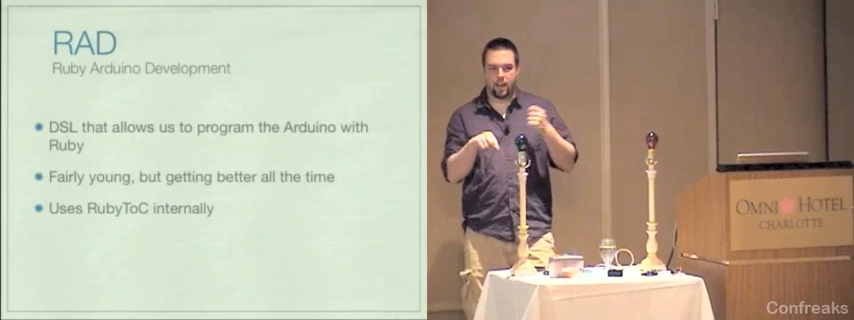 RAD
Ruby Arduino Development
DSL that allows us to program the Arduino with
Ruby
Fairly young, but getting better all the time
Uses RubyToC internally
OMNI HOTEL
CHARLOTTE
Confreaks